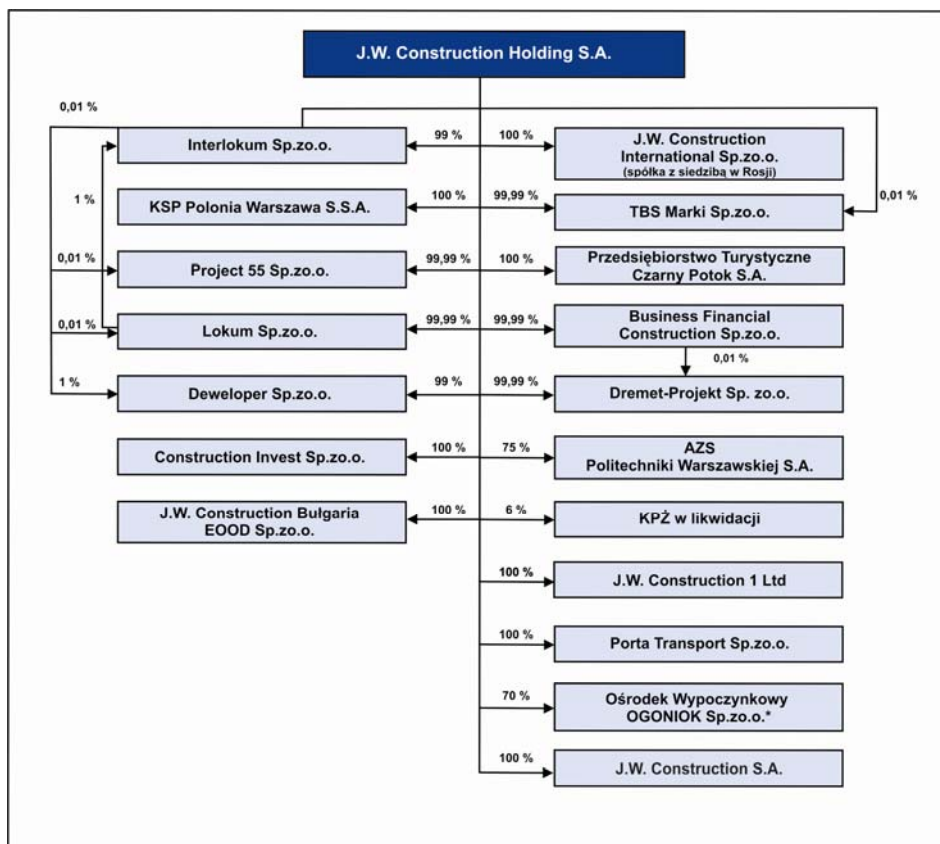 J.W. Construction Holding S.A.
0,01 %
Interlokum Sp.zo.o.
99 %
100 %
J.W. Construction
International Sp.zo.o.
(spółka z siedzibą w Rosji)
1 %
KSP Polonia Warszawa S.S.A.
100 %
99,99 %
TBS Marki Sp.zo.o.
0,01 %
0,01 %
Project 55 Sp.zo.o.
99,99 %
100 %
Przedsiębiorstwo Turystyczne
Czarny Potok S.A.
0,01 %
Lokum Sp.zo.o.
99,99 %
99,99 %
Business Financial
Construction Sp.zo.o.
0,01 %
1 %
Deweloper Sp.zo.o.
99 %
99,99 %
Dremet-Projekt Sp. zo.o.
Construction Invest Sp.zo.o.
100 %
75 %
AZS
Politechniki Warszawskiej S.A.
J.W. Construction Bułgaria
EOOD Sp.zo.o.
100 %
6 %
KPŻ w likwidacji
100 %
J.W. Construction 1 Ltd
100 %
Porta Transport Sp.zo.o.
70 %
Ośrodek Wypoczynkowy
OGONIOK Sp.zo.o.*
100 %
J.W. Construction S.A.